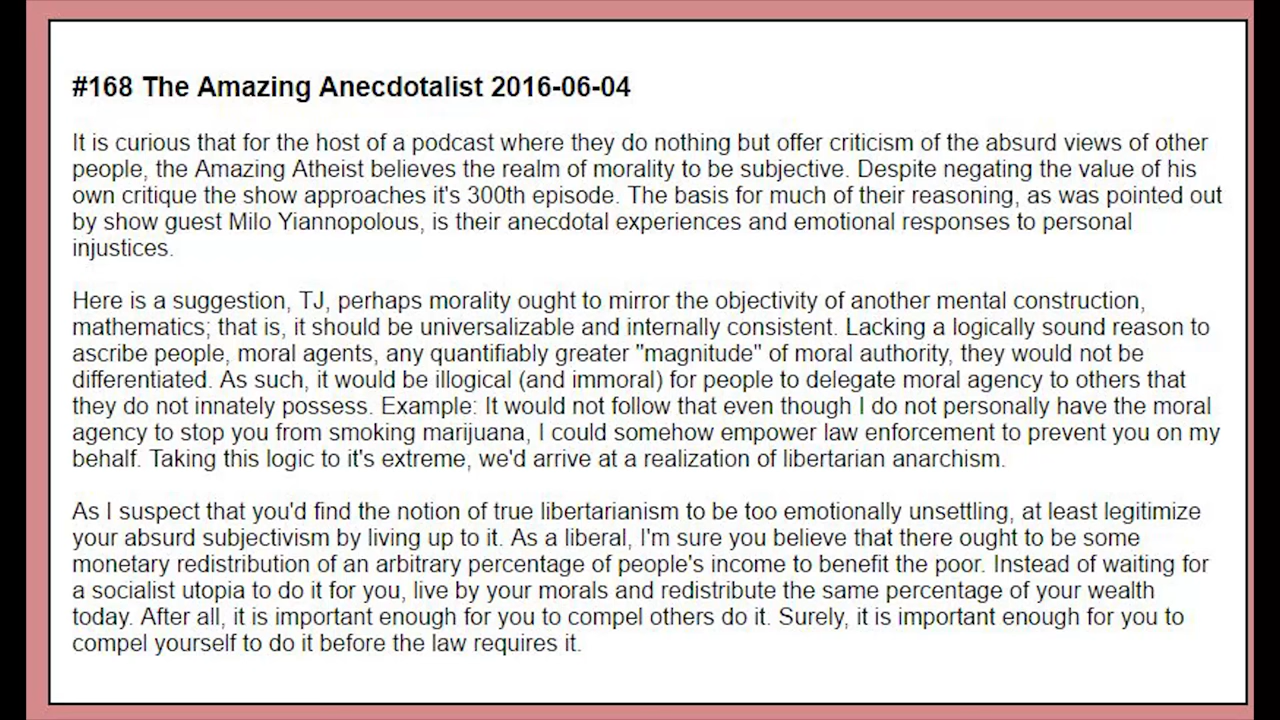 #168 The Amazing Anecdotalist 2016-06-04
It is curious that for the host of a podcast where they do nothing but offer criticism of the absurd views of other
people, the Amazing Atheist believes the realm of morality to be subjective. Despite negating the value of his
own critique the show approaches it's 300th episode. The basis for much of their reasoning, as was pointed out
by show guest Milo Yiannopolous, is their anecdotal experiences and emotional responses to personal
injustices.
Here is a suggestion, TJ, perhaps morality ought to mirror the objectivity of another mental construction,
mathematics; that is, it should be universalizable and internally consistent. Lacking a logically sound reason to
ascribe people, moral agents, any quantifiably greater "magnitude" of moral authority, they would not be
differentiated. As such, it would be illogical (and immoral) for people to delegate moral agency to others that
they do not innately possess. Example: It would not follow that even though I do not personally have the moral
agency to stop you from smoking marijuana, I could somehow empower law enforcement to prevent you on my
behalf. Taking this logic to it's extreme, we'd arrive at a realization of libertarian anarchism.
As I suspect that you'd find the notion of true libertarianism to be too emotionally unsettling, at least legitimize
your absurd subjectivism by living up to it. As a liberal, I'm sure you believe that there ought to be some
monetary redistribution of an arbitrary percentage of people's income to benefit the poor. Instead of waiting for
a socialist utopia to do it for you, live by your morals and redistribute the same percentage of your wealth
today. After all, it is important enough for you to compel others do it. Surely, it is important enough for you to
compel yourself to do it before the law requires it.